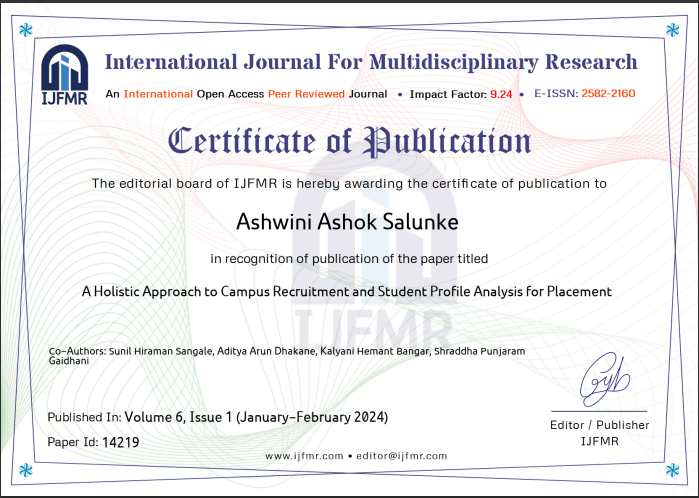 International Journal For Multidisciplinary Research
IJFMR
An International Open Access Peer Reviewed Journal • Impact Factor: 9.24 • E-ISSN: 2582-2160
Certificate of Publication
The editorial board of IJFMR is hereby awarding the certificate of publication to
Ashwini Ashok Salunke
in recognition of publication of the paper titled
A Holistic Approach to Campus Recruitment and Student Profile Analysis for Placement
IJFMR
Co-Authors: Sunil Hiraman Sangale, Aditya Arun Dhakane, Kalyani Hemant Bangar, Shraddha Punjaram
Gaidhani
Published In: Volume 6, Issue 1 (January-February 2024)
Paper Id: 14219
Editor / Publisher
IJFMR
www.ijfmr.com • editor@ijfmr.com